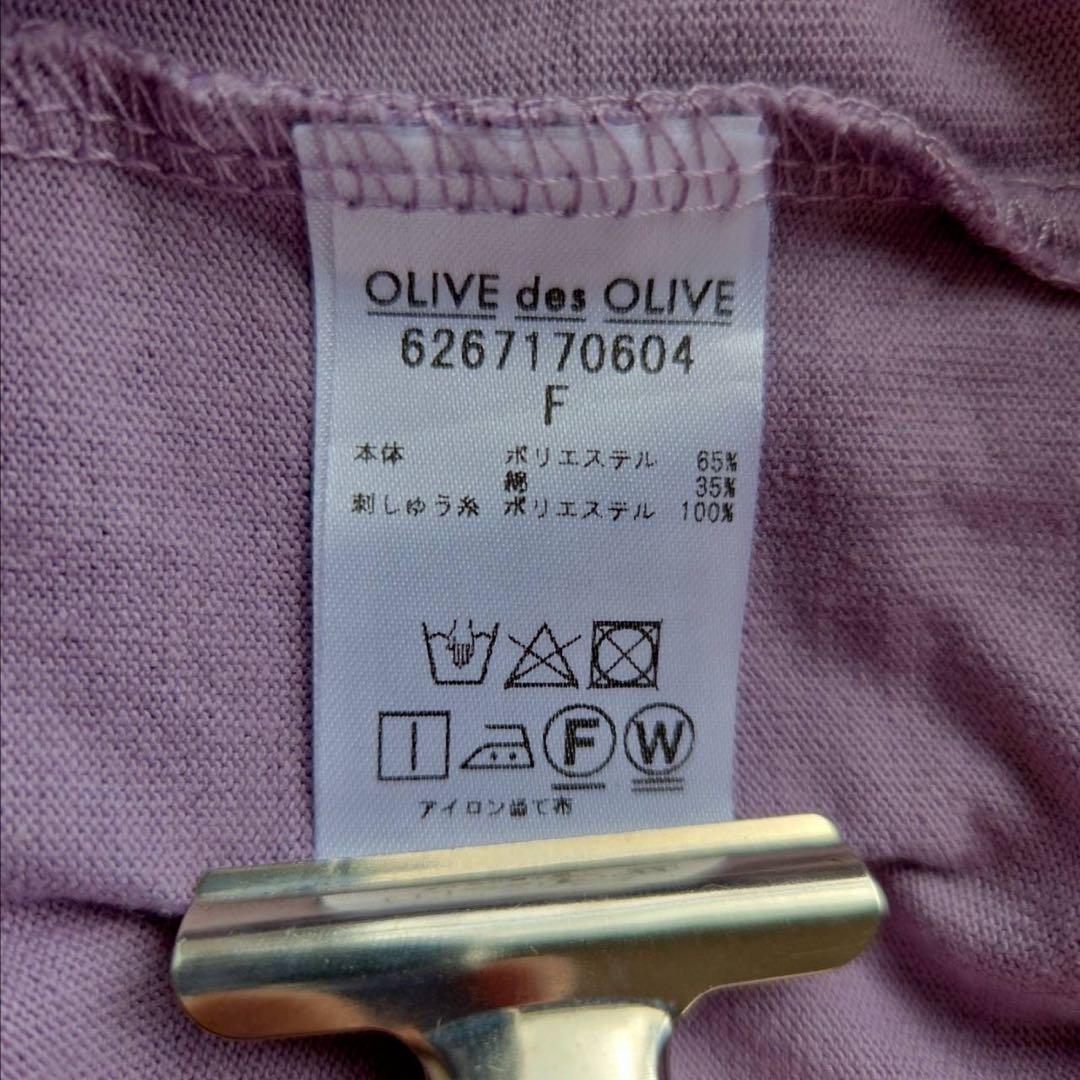 OLIVE des OLIVE
6267170604
F
本体 ポリエステル 65%
綿 35%
刺しゅう糸 ポリエステル 100%
F W
アイロン当て布